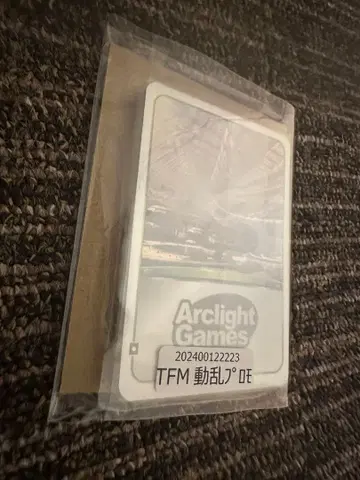 Arclight
Games
202400122223
TFM 動乱ﾌﾟﾛﾓ